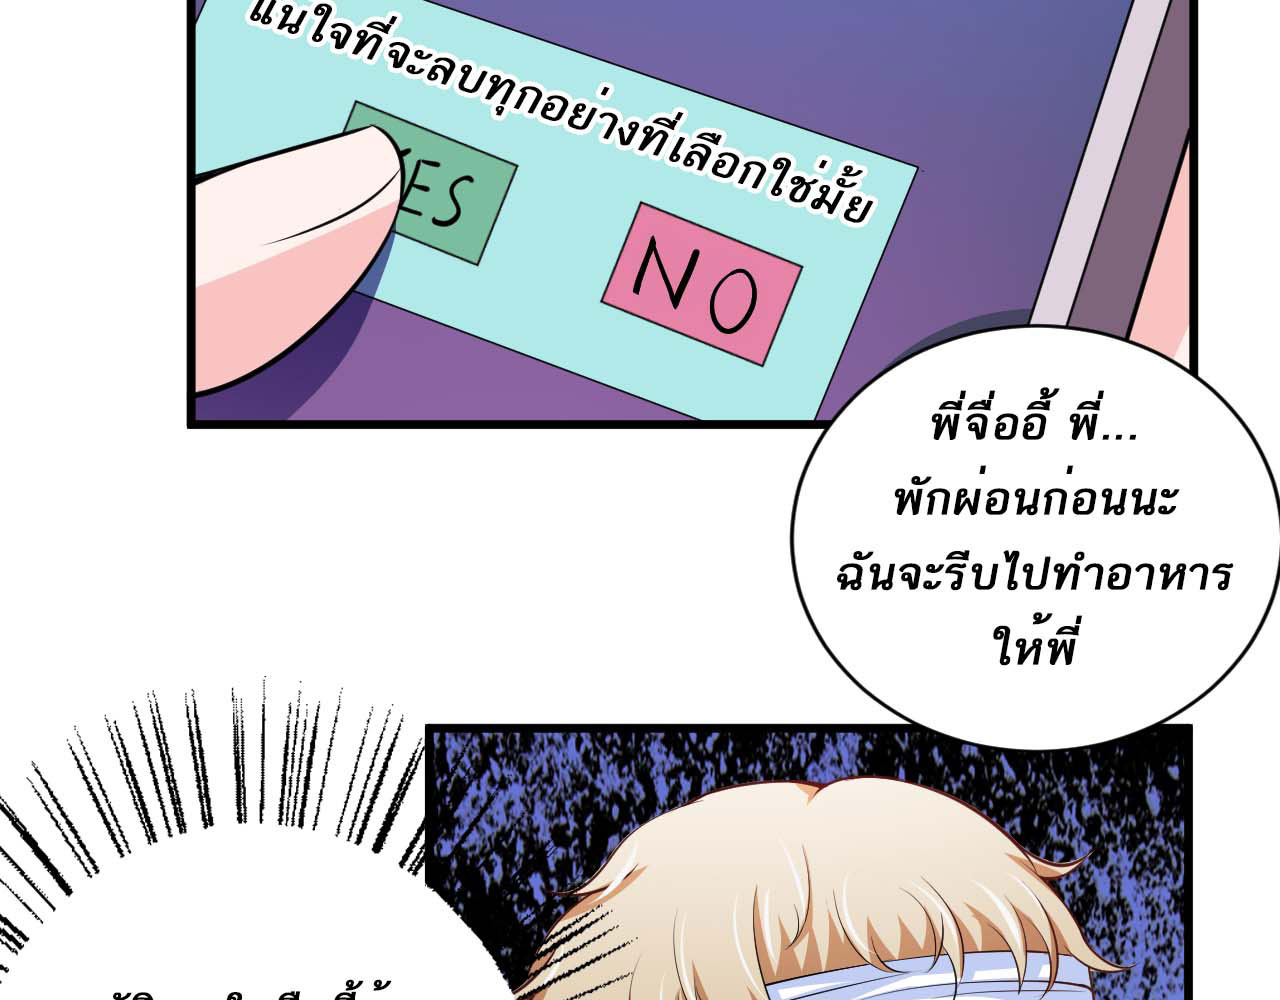 แน่ใจที่จะลบทุกอย่างที่เลือกใช่มั้ย
YES
NO
พี่จื่ออี้ พี่...
พักผ่อนก่อนนะ
ฉันจะรีบไปทำอาหาร
ให้พี่